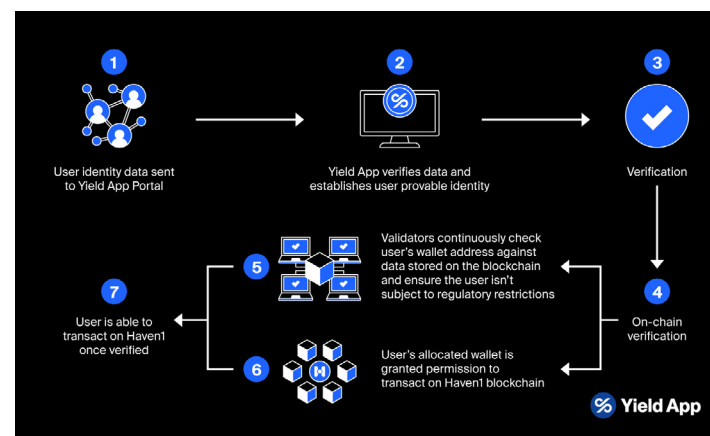 1
User identity data sent
to Yield App Portal
2
Yield App verifies data and
establishes user provable identity
3
Verification
4
On-chain
verification
5
Validators continuously check
user's wallet address against
data stored on the blockchain
and ensure the user isn't
subject to regulatory restrictions
6
User's allocated wallet is
granted permission to
transact on Haven1 blockchain
7
User is able to
transact on Haven1
once verified
Yield App